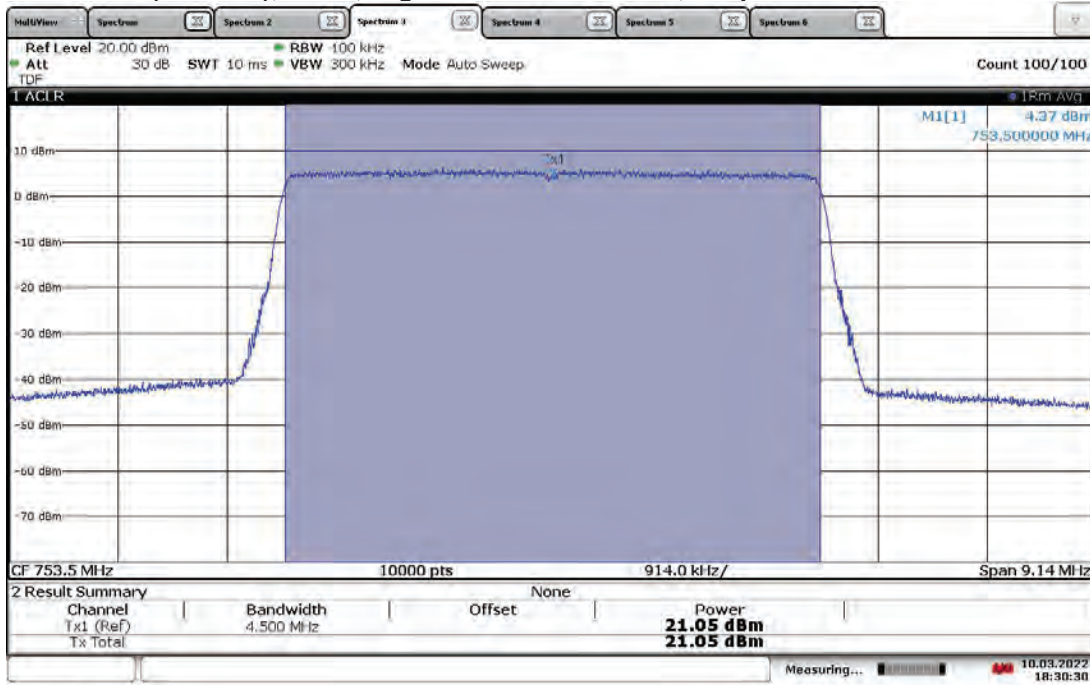 MultiView Spectrum Spectrum 2 Spectrum 3 Spectrum 4 Spectrum 5 Spectrum 6
Ref Level 20.00 dBm RBW 100 kHz
Att 30 dB SWT 10 ms VBW 300 kHz Mode Auto Sweep Count 100/100
TDF
1 ACLR 1Rm Avg
M1[1] 4.37 dBm
753.500000 MHz
10 dBm
Tx1
0 dBm
-10 dBm
-20 dBm
-30 dBm
-40 dBm
-50 dBm
-60 dBm
-70 dBm
CF 753.5 MHz 10000 pts 914.0 kHz/ Span 9.14 MHz
2 Result Summary None
Channel Bandwidth Offset Power
Tx1 (Ref) 4.500 MHz 21.05 dBm
Tx Total 21.05 dBm
Measuring... 10.03.2022
18:30:30